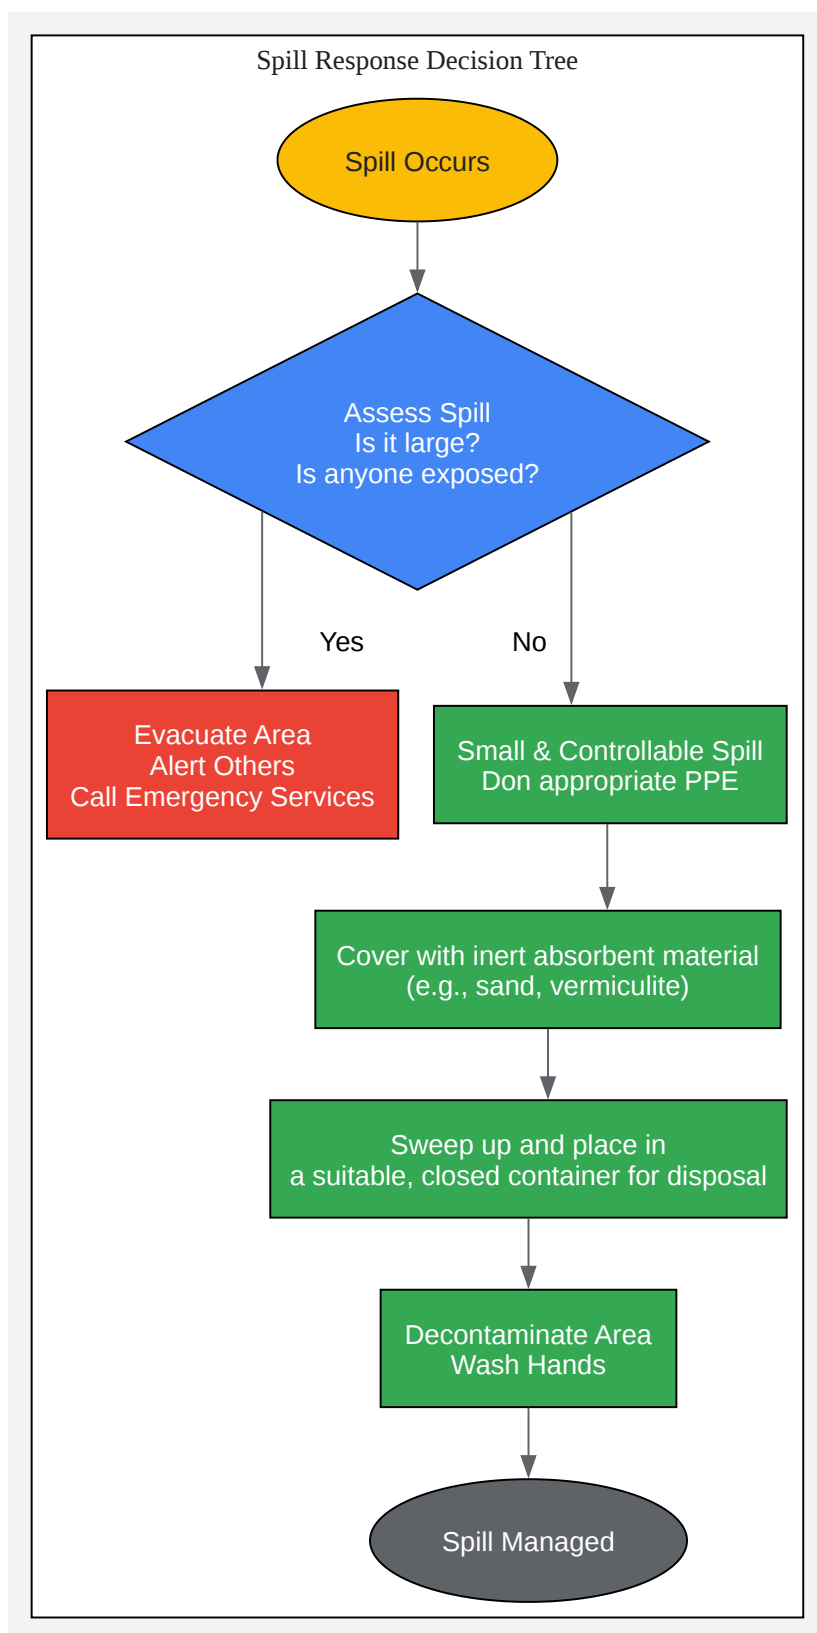 Spill Response Decision Tree
Spill Occurs
Assess Spill
Is it large?
Is anyone exposed?
Yes
No
Evacuate Area
Alert Others
Call Emergency Services
Small & Controllable Spill
Don appropriate PPE
Cover with inert absorbent material
(e.g., sand, vermiculite)
Sweep up and place in
a suitable, closed container for disposal
Decontaminate Area
Wash Hands
Spill Managed